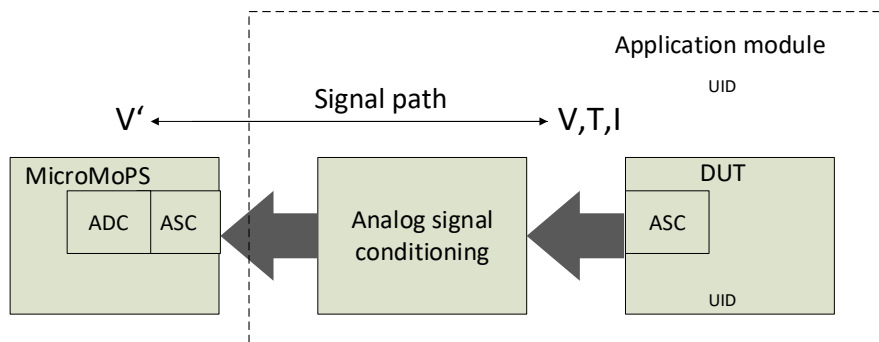 Application module
UID
Signal path
V‘
V,T,I
MicroMoPS
DUT
ADC
ASC
Analog signal
conditioning
ASC
UID